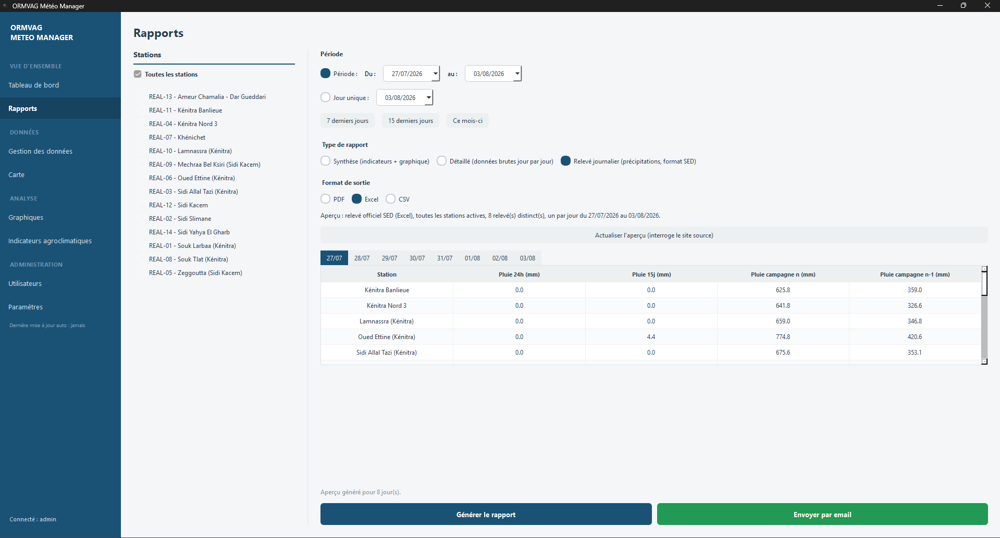 ORMVAG Météo Manager
ORMVAG
METEO MANAGER
VUE D'ENSEMBLE
Tableau de bord
Rapports
DONNÉES
Gestion des données
Carte
ANALYSE
Graphiques
Indicateurs agroclimatiques
ADMINISTRATION
Utilisateurs
Paramètres
Dernière mise à jour auto : jamais
Connecté : admin
Rapports
Stations
Toutes les stations
REAL-13 - Ameur Chamalia - Dar Gueddari
REAL-11 - Kénitra Banlieue
REAL-04 - Kénitra Nord 3
REAL-07 - Khénichet
REAL-10 - Lamnassra (Kénitra)
REAL-09 - Mechraa Bel Ksiri (Sidi Kacem)
REAL-06 - Oued Ettine (Kénitra)
REAL-03 - Sidi Allal Tazi (Kénitra)
REAL-12 - Sidi Kacem
REAL-02 - Sidi Slimane
REAL-14 - Sidi Yahya El Gharb
REAL-01 - Souk Larbaa (Kénitra)
REAL-08 - Souk Tlat (Kénitra)
REAL-05 - Zeggoutta (Sidi Kacem)
Période
Période : Du : 27/07/2026 au : 03/08/2026
Jour unique : 03/08/2026
7 derniers jours 15 derniers jours Ce mois-ci
Type de rapport
Synthèse (indicateurs + graphique) Détaillé (données brutes jour par jour) Relevé journalier (précipitations, format SED)
Format de sortie
PDF Excel CSV
Aperçu : relevé officiel SED (Excel), toutes les stations actives, 8 relevé(s) distinct(s), un par jour du 27/07/2026 au 03/08/2026.
Actualiser l'aperçu (interroge le site source)
27/07 28/07 29/07 30/07 31/07 01/08 02/08 03/08
Station Pluie 24h (mm) Pluie 15j (mm) Pluie campagne n (mm) Pluie campagne n-1 (mm)
Kénitra Banlieue 0.0 0.0 625.8 359.0
Kénitra Nord 3 0.0 0.0 641.8 326.6
Lamnassra (Kénitra) 0.0 0.0 659.0 346.8
Oued Ettine (Kénitra) 0.0 4.4 774.8 420.6
Sidi Allal Tazi (Kénitra) 0.0 0.0 675.6 353.1
Aperçu généré pour 8 jour(s).
Générer le rapport Envoyer par email